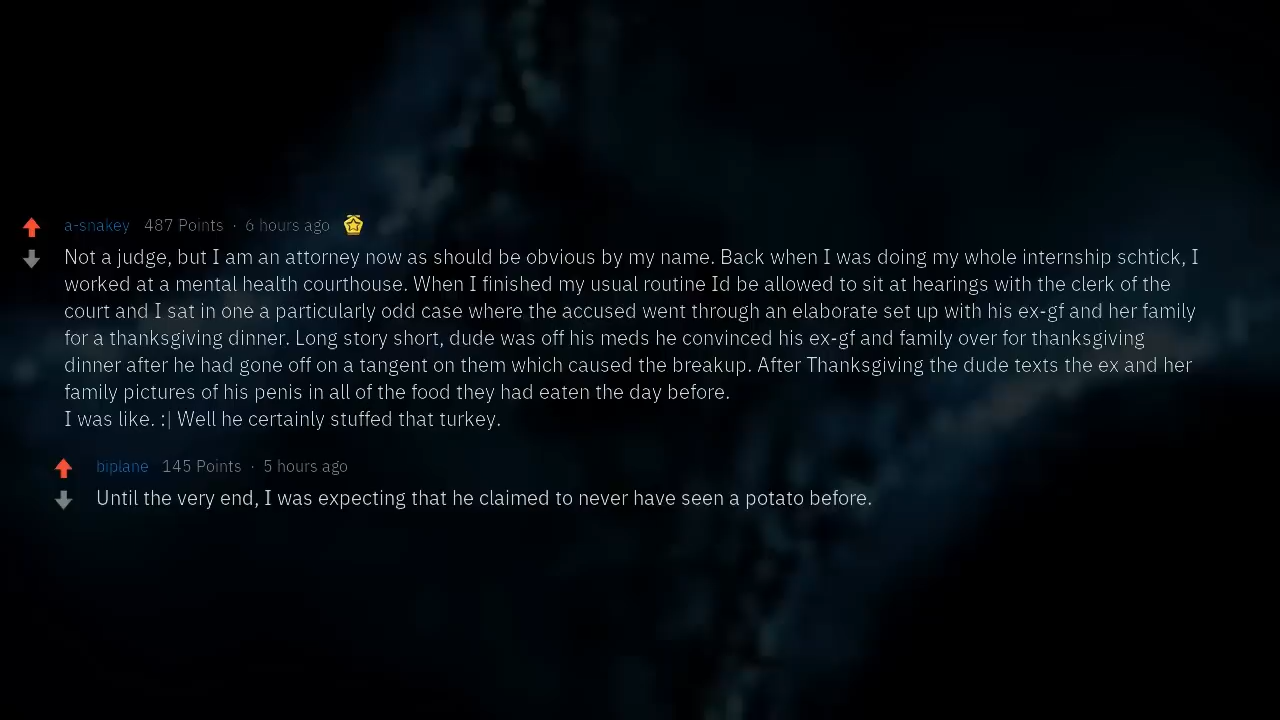 a-snakey 487 Points · 6 hours ago
Not a judge, but I am an attorney now as should be obvious by my name. Back when I was doing my whole internship schtick, I
worked at a mental health courthouse. When I finished my usual routine Id be allowed to sit at hearings with the clerk of the
court and I sat in one a particularly odd case where the accused went through an elaborate set up with his ex-gf and her family
for a thanksgiving dinner. Long story short, dude was off his meds he convinced his ex-gf and family over for thanksgiving
dinner after he had gone off on a tangent on them which caused the breakup. After Thanksgiving the dude texts the ex and her
family pictures of his penis in all of the food they had eaten the day before.
I was like. :| Well he certainly stuffed that turkey.
biplane 145 Points · 5 hours ago
Until the very end, I was expecting that he claimed to never have seen a potato before.